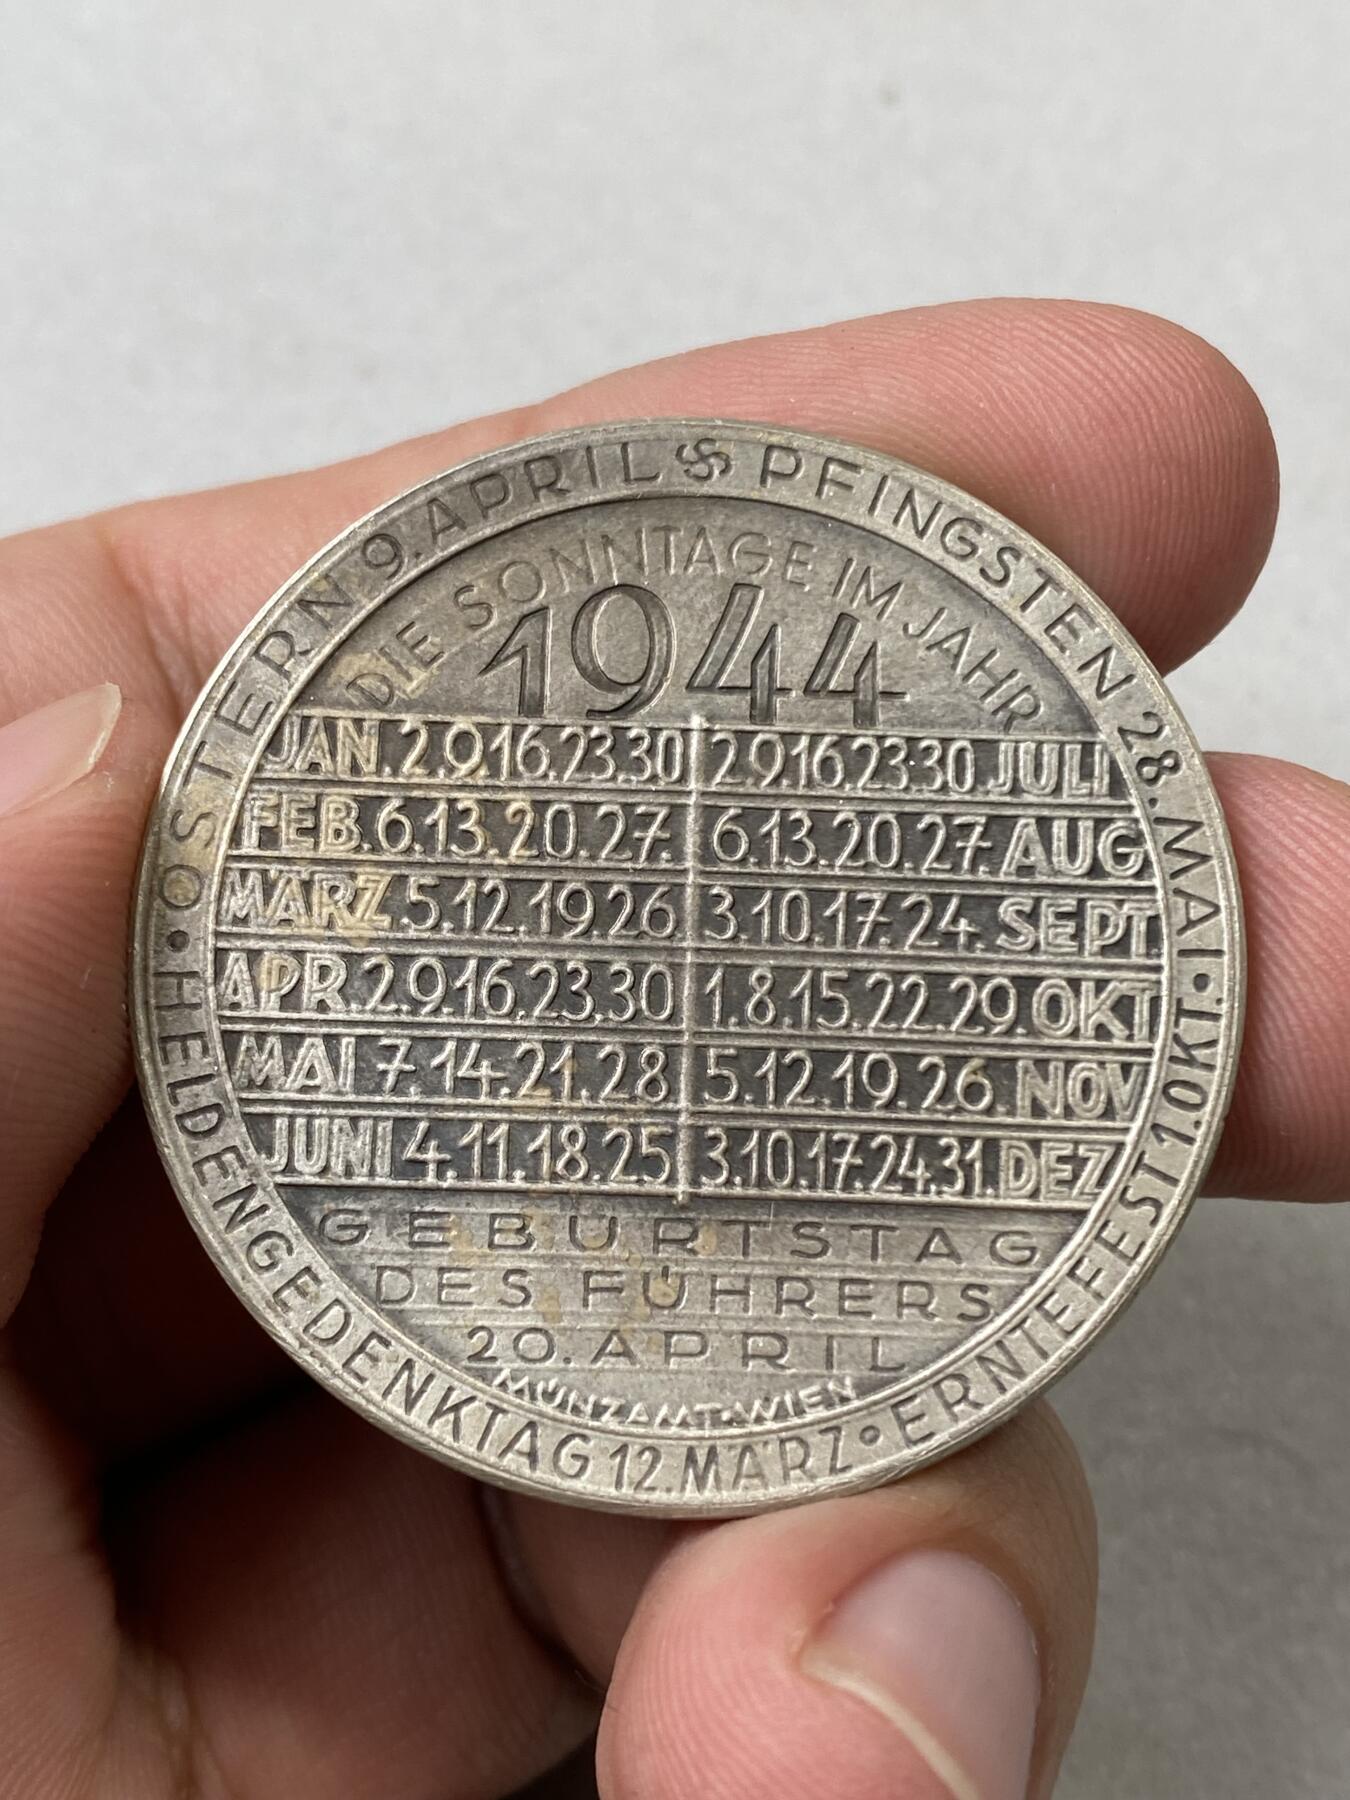 OSTERN 9. APRIL 卐 PFINGSTEN 28. MAI • 1. OKT ERNTEFEST • HELDENGEDENKTAG 12. MÄRZ •
DIE SONNTAGE IM JAHR
1944
JAN. 2.9.16.23.30 2.9.16.23.30 JULI
FEB. 6.13.20.27. 6.13.20.27. AUG
MÄRZ 5.12.19.26 3.10.17.24. SEPT.
APR. 2.9.16.23.30 1.8.15.22.29. OKT
MAI 7.14.21.28 5.12.19.26. NOV
JUNI 4.11.18.25 3.10.17.24.31. DEZ
GEBURTSTAG
DES FÜHRERS
20. APRIL
MÜNZAMT·WIEN